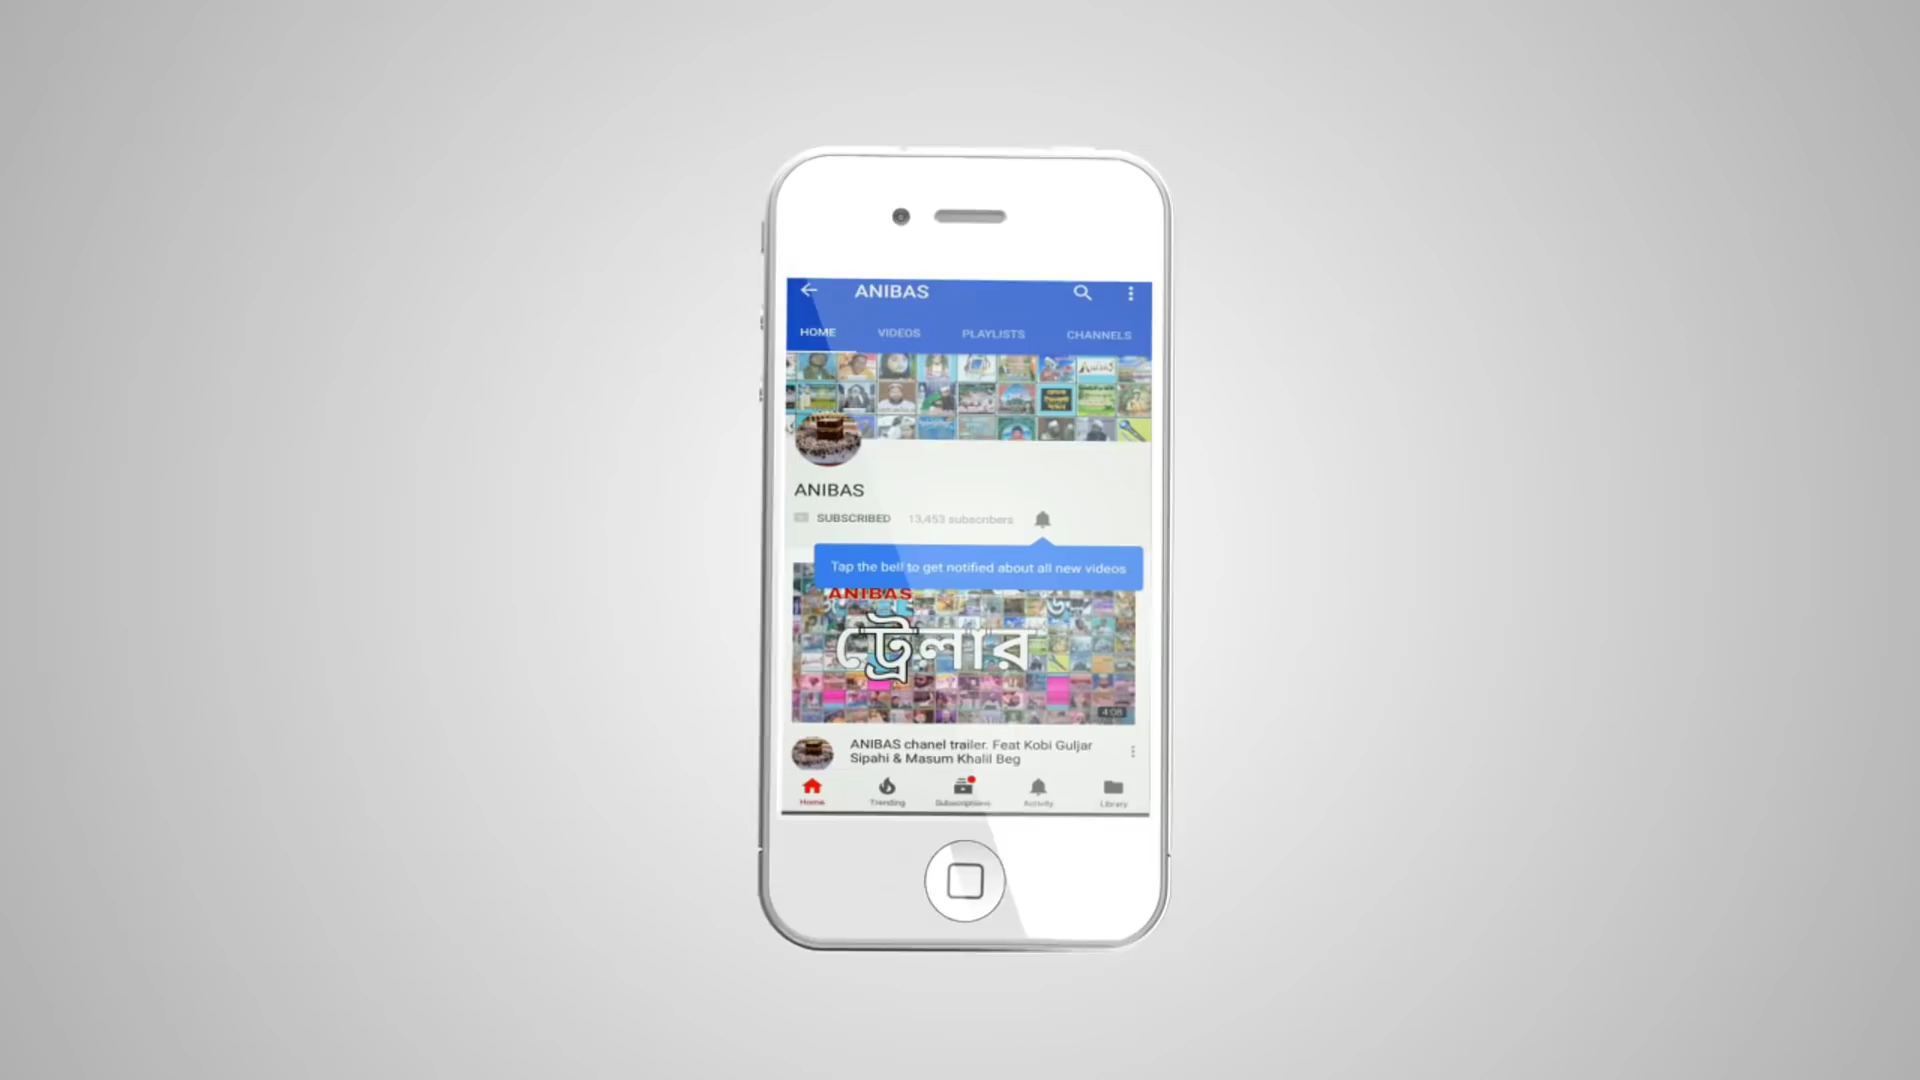 ANIBAS
HOME VIDEOS PLAYLISTS CHANNELS
ANIBAS
SUBSCRIBED 13,453 subscribers
Tap the bell to get notified about all new videos
ANIBAS
ট্রেলার
4:08
ANIBAS chanel trailer. Feat Kobi Guljar
Sipahi & Masum Khalil Beg
Home Trending Subscriptions Activity Library